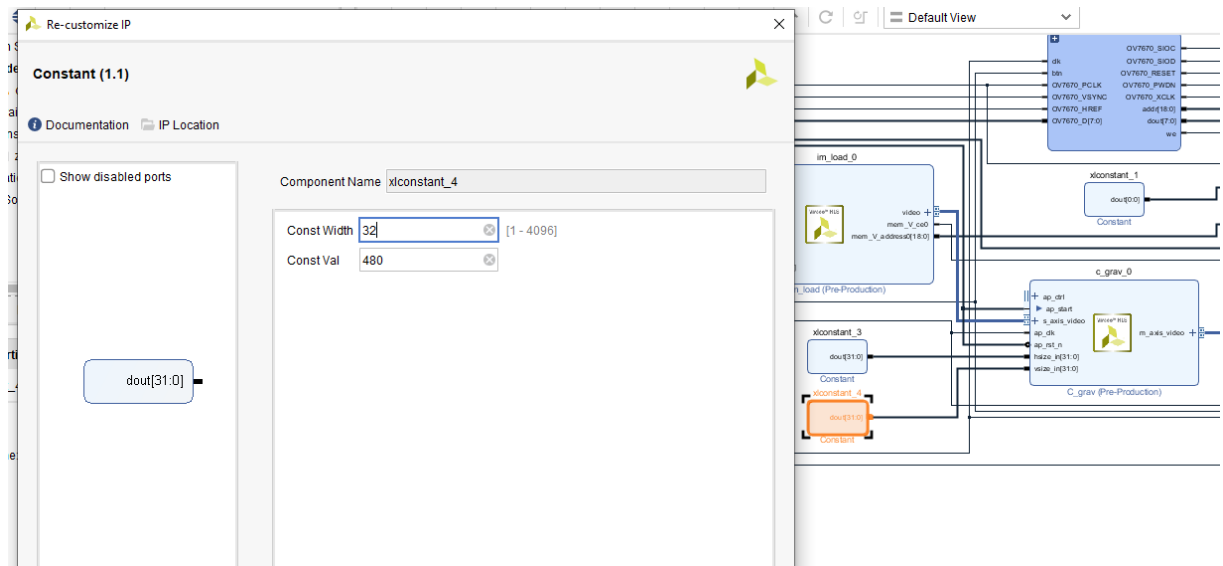 Re-customize IP
Constant (1.1)
Documentation
IP Location
Show disabled ports
dout[31:0]
Component Name xlconstant_4
Const Width 32 [1 - 4096]
Const Val 480
Default View
OV7670_SIOC
clk OV7670_SIOD
btn OV7670_RESET
OV7670_PCLK OV7670_PWDN
OV7670_VSYNC OV7670_XCLK
OV7670_HREF addr[18:0]
OV7670_D[7:0] dout[7:0]
we
im_load_0
video
mem_V_ce0
mem_V_address0[18:0]
_load (Pre-Production)
xlconstant_1
dout[0:0]
Constant
c_grav_0
ap_ctrl
ap_start
s_axis_video
ap_clk m_axis_video
ap_rst_n
hsize_in[31:0]
vsize_in[31:0]
C_grav (Pre-Production)
xlconstant_3
dout[31:0]
Constant
xlconstant_4
dout[31:0]
Constant